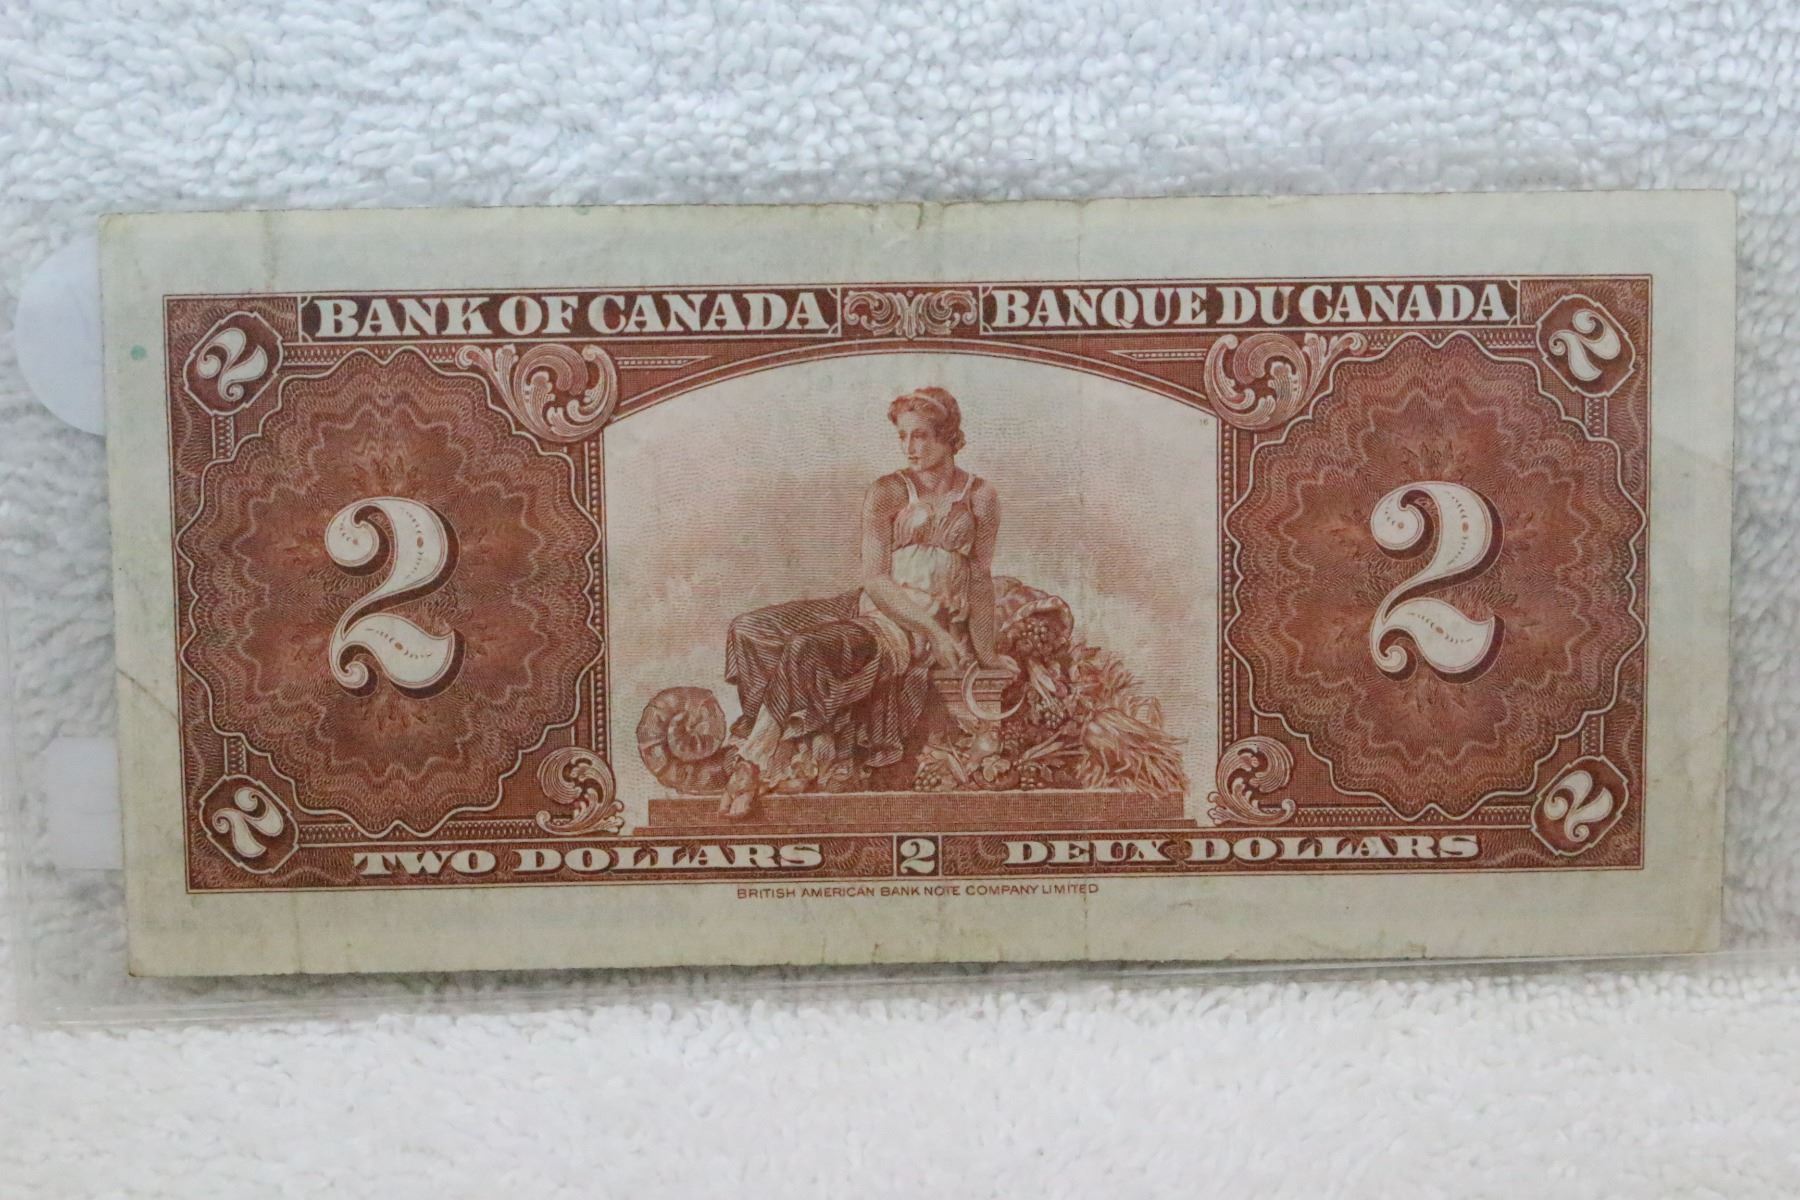 BANK OF CANADA BANQUE DU CANADA
2 2
16
2 2
2 2
TWO DOLLARS 2 DEUX DOLLARS
BRITISH AMERICAN BANK NOTE COMPANY LIMITED